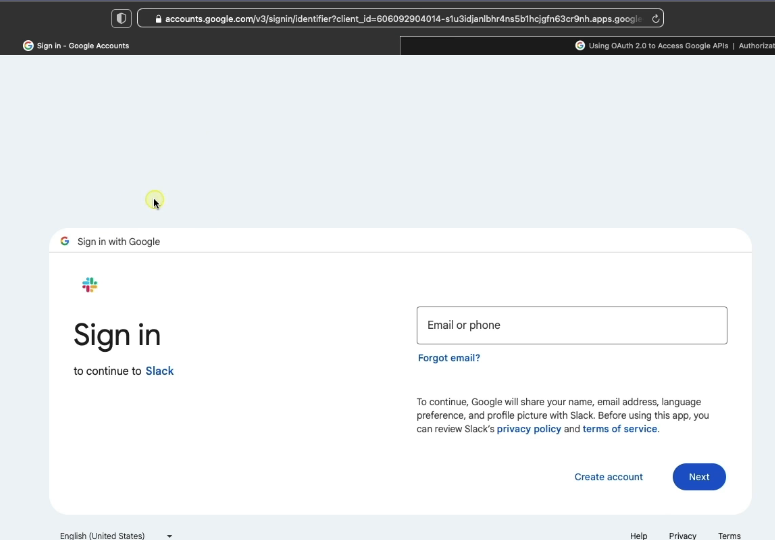 accounts.google.com/v3/signin/identifier?client_id=606092904014-s1u3idjanlbhr4ns5b1hcjgfn63cr9nh.apps.google
Sign in - Google Accounts
Using OAuth 2.0 to Access Google APIs | Authorizat
Sign in with Google
Sign in
to continue to Slack
Email or phone
Forgot email?
To continue, Google will share your name, email address, language
preference, and profile picture with Slack. Before using this app, you
can review Slack's privacy policy and terms of service.
Create account
Next
English (United States)
Help Privacy Terms